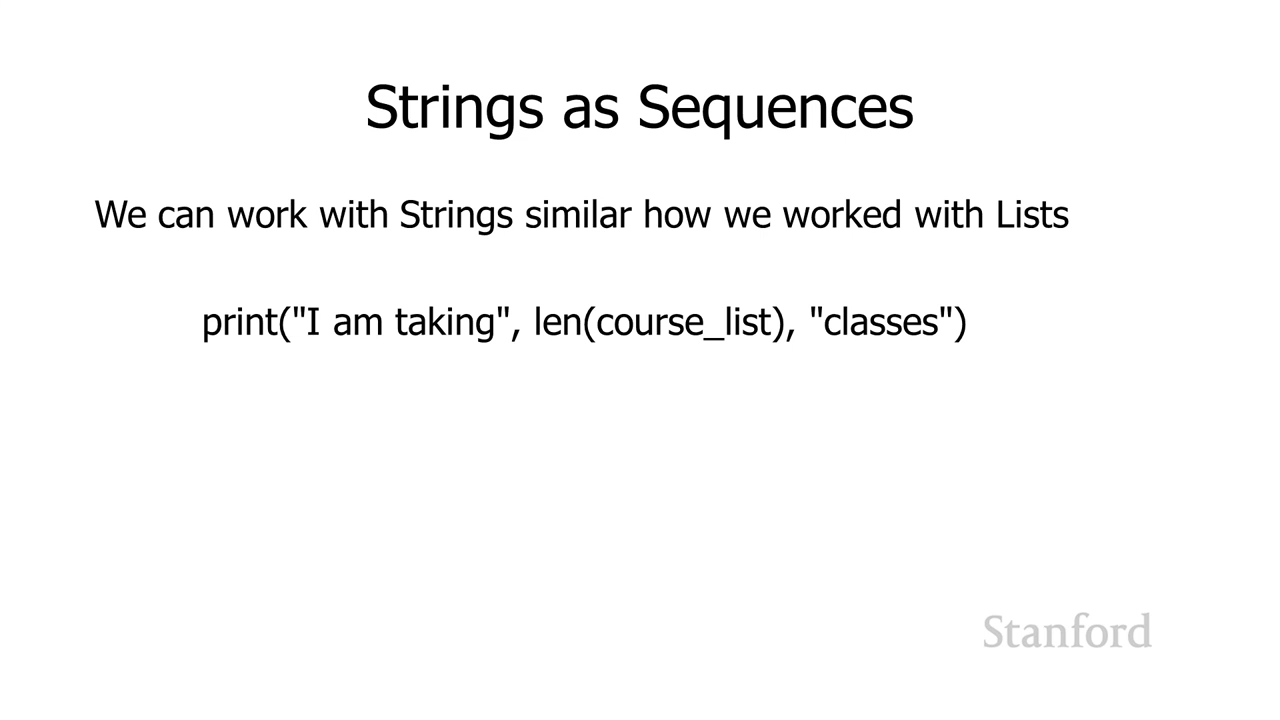 Strings as Sequences
We can work with Strings similar how we worked with Lists
print("I am taking", len(course_list), "classes")
Stanford